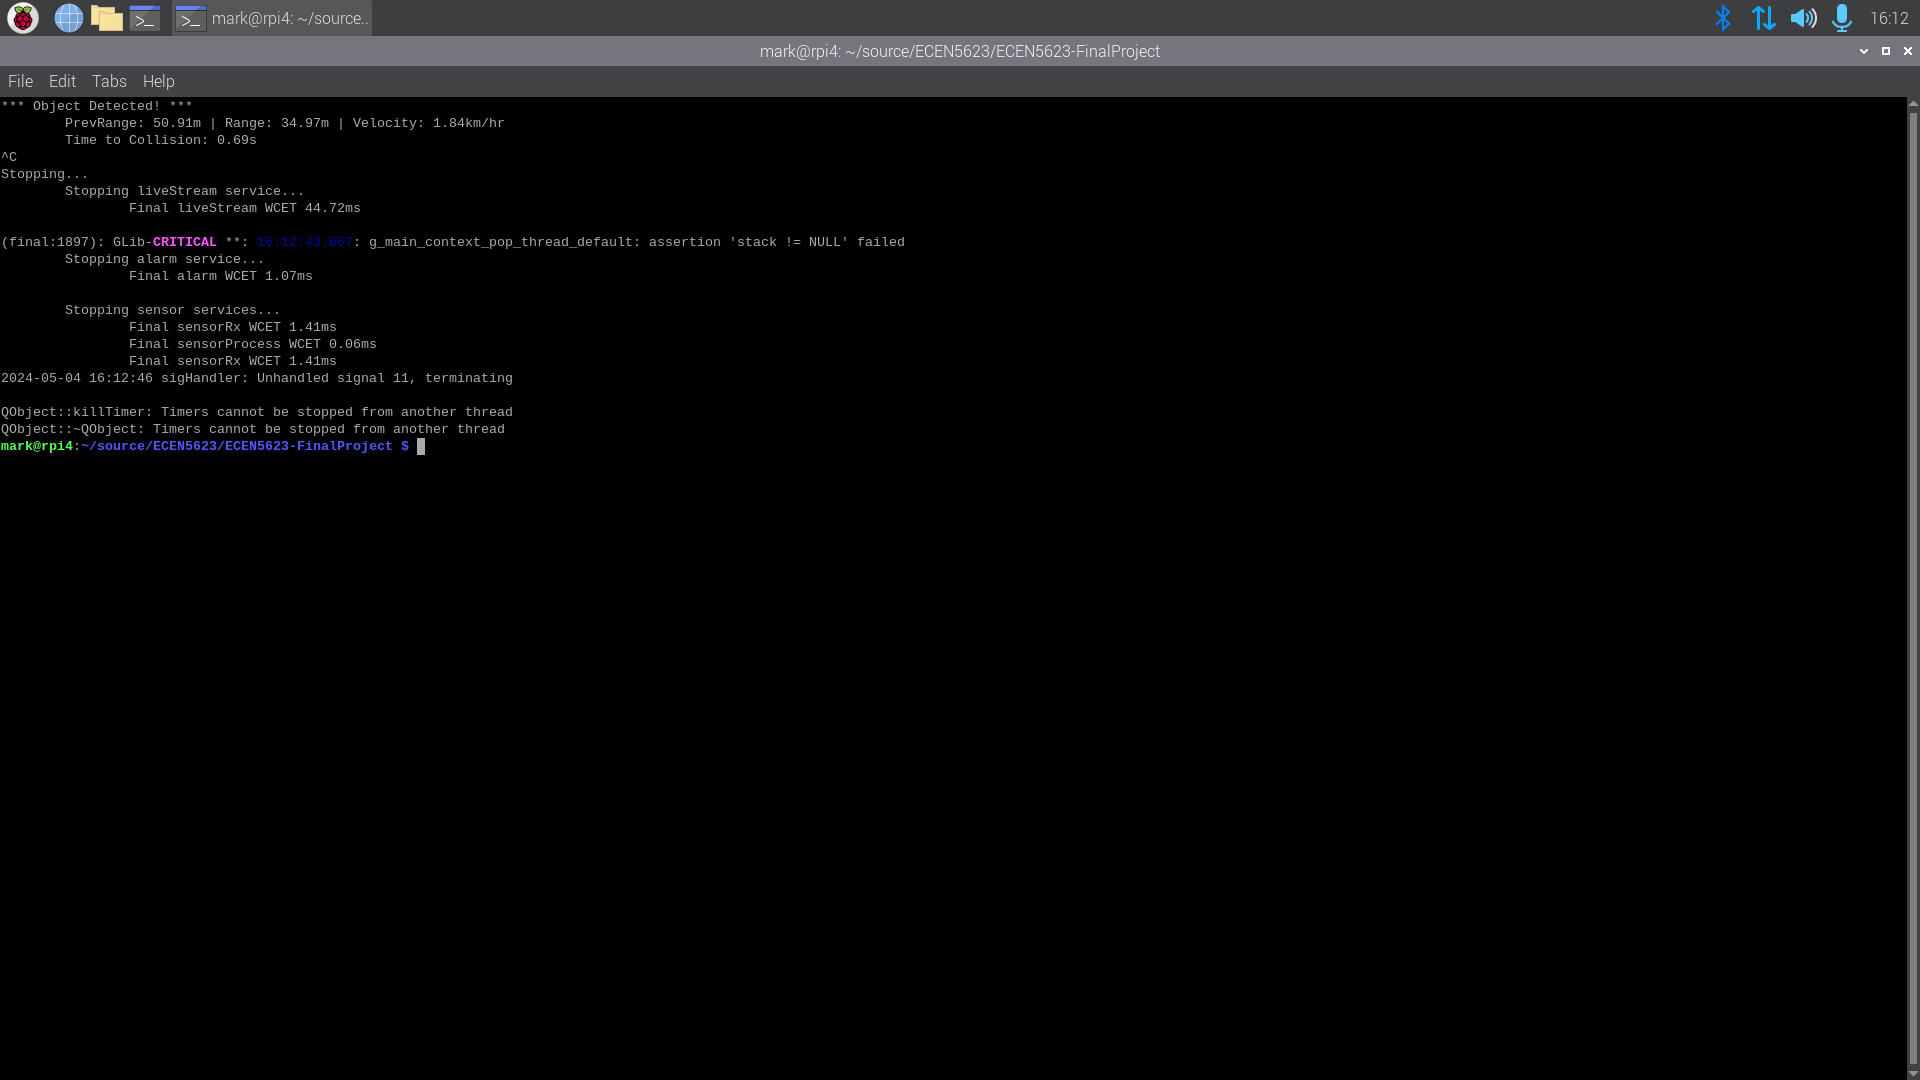 mark@rpi4: ~/source..
16:12
mark@rpi4: ~/source/ECEN5623/ECEN5623-FinalProject
File Edit Tabs Help
*** Object Detected! ***
PrevRange: 50.91m | Range: 34.97m | Velocity: 1.84km/hr
Time to Collision: 0.69s
^C
Stopping...
Stopping liveStream service...
Final liveStream WCET 44.72ms
(final:1897): GLib-CRITICAL **: 16:12:43.667: g_main_context_pop_thread_default: assertion 'stack != NULL' failed
Stopping alarm service...
Final alarm WCET 1.07ms
Stopping sensor services...
Final sensorRx WCET 1.41ms
Final sensorProcess WCET 0.06ms
Final sensorRx WCET 1.41ms
2024-05-04 16:12:46 sigHandler: Unhandled signal 11, terminating
QObject::killTimer: Timers cannot be stopped from another thread
QObject::~QObject: Timers cannot be stopped from another thread
mark@rpi4:~/source/ECEN5623/ECEN5623-FinalProject $